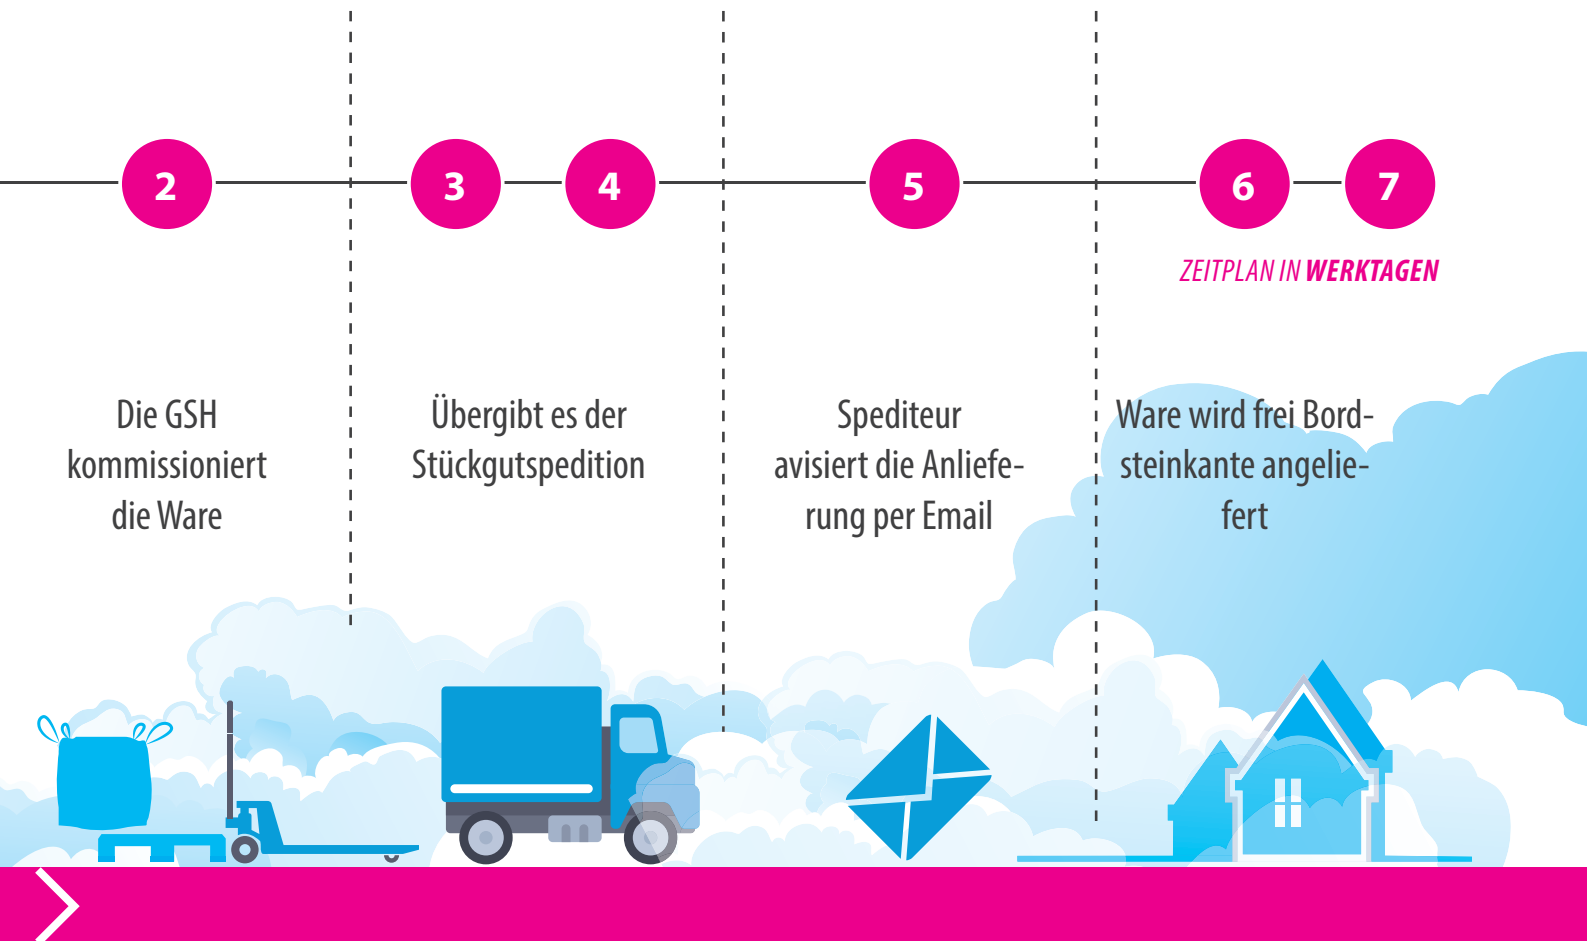 2
3
4
5
6
7
ZEITPLAN IN WERKTAGEN
Die GSH
kommissioniert
die Ware
Übergibt es der
Stückgutspedition
Spediteur
avisiert die Anliefe-
rung per Email
Ware wird frei Bord-
steinkante angelie-
fert